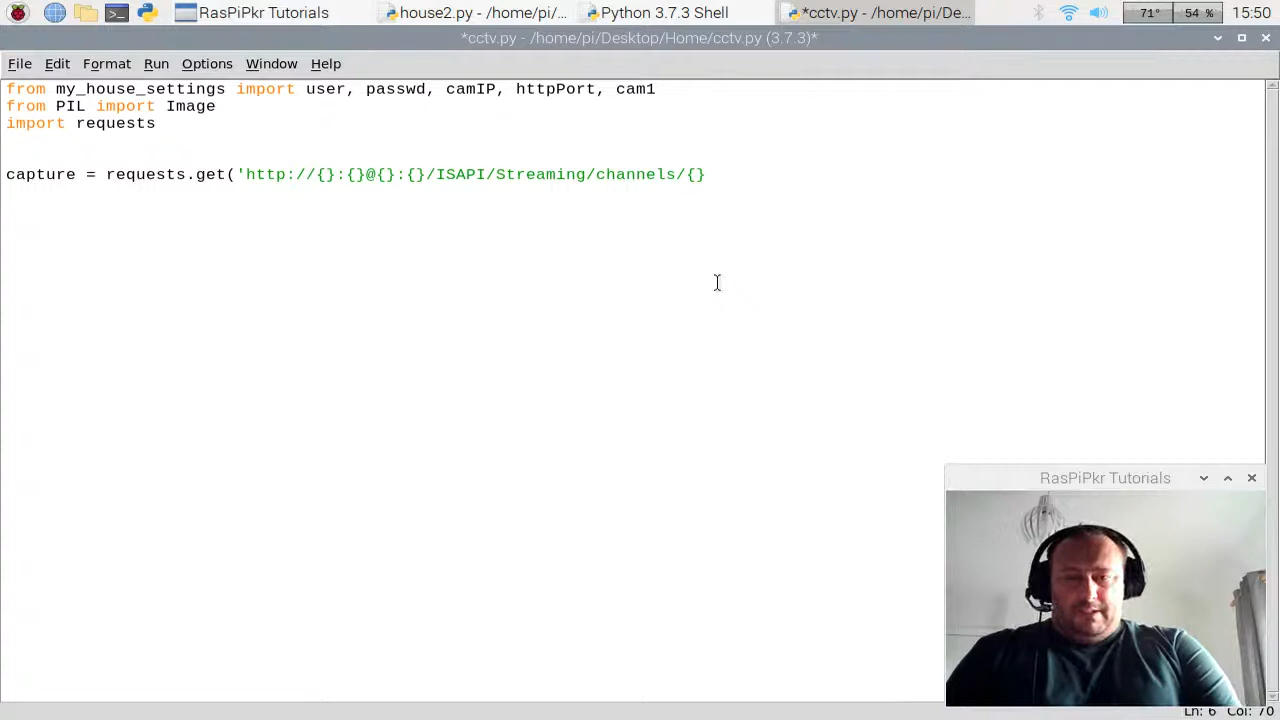 RasPiPkr Tutorials
house2.py - /home/pi/...
Python 3.7.3 Shell
*cctv.py - /home/pi/De...
71°
54 %
15:50
*cctv.py - /home/pi/Desktop/Home/cctv.py (3.7.3)*
File Edit Format Run Options Window Help
from my_house_settings import user, passwd, camIP, httpPort, cam1
from PIL import Image
import requests
capture = requests.get('http://{}:{}@{}:{}/ISAPI/Streaming/channels/{}
RasPiPkr Tutorials
Ln: 6 Col: 70